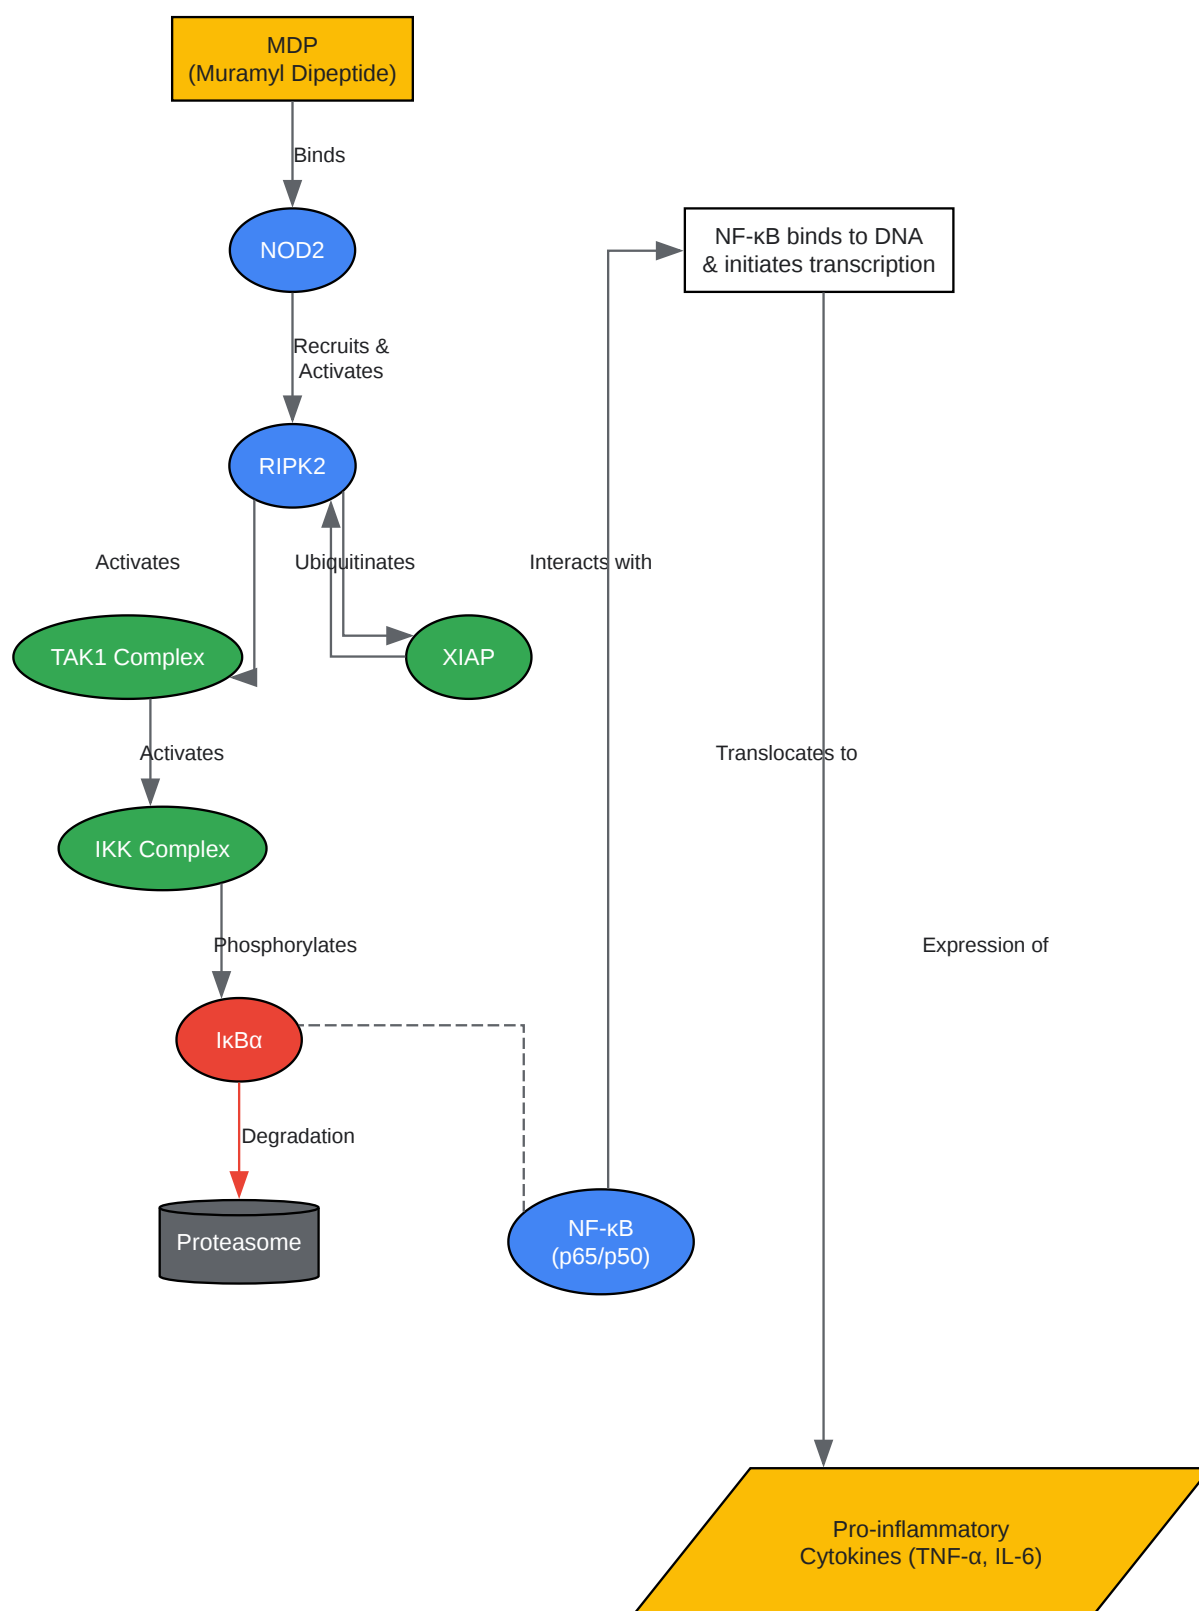 MDP
(Muramyl Dipeptide)
Binds
NOD2
NF-κB binds to DNA
& initiates transcription
Recruits &
Activates
RIPK2
Activates
Ubiquitinates
Interacts with
TAK1 Complex
XIAP
Activates
Translocates to
IKK Complex
Phosphorylates
Expression of
IκBα
Degradation
Proteasome
NF-κB
(p65/p50)
Pro-inflammatory
Cytokines (TNF-α, IL-6)